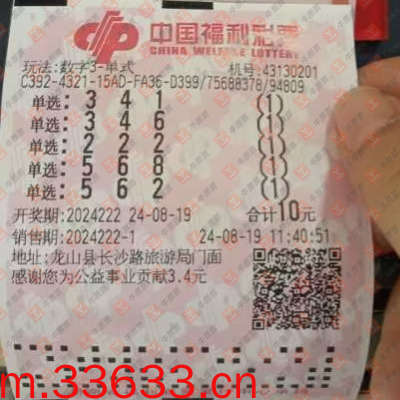 中国福利彩票
CHINA WELFARE LOTTERY
玩法:数字3-单式 机号:43130201
C392-4321-15AD-FA36-D399/75688378/94809
单选: 3 4 1 (1)
单选: 3 4 6 (1)
单选: 2 2 2 (1)
单选: 5 6 8 (1)
单选: 5 6 2 (1)
开奖期:2024222 24-08-19 合计10元
销售期:2024222-1 24-08-19 11:40:51
地址:龙山县长沙路旅游局门面
感谢您为公益事业贡献3.4元
m.33633.cn